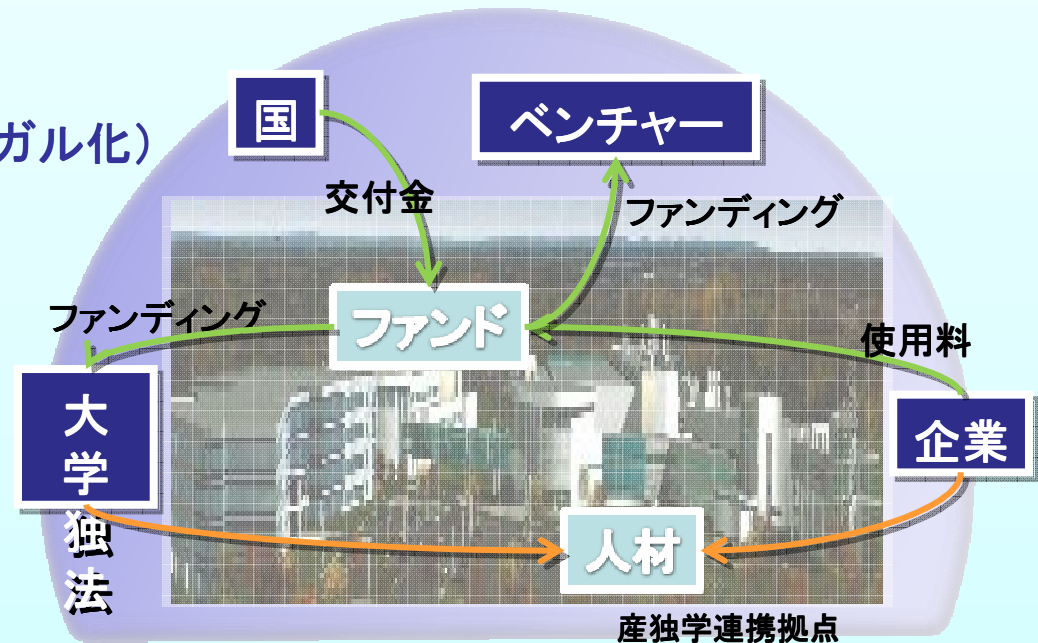 ガル化）
国
ベンチャー
交付金
ファンディング
ファンディング
ファンド
使用料
大学独法
企業
人材
産独学連携拠点